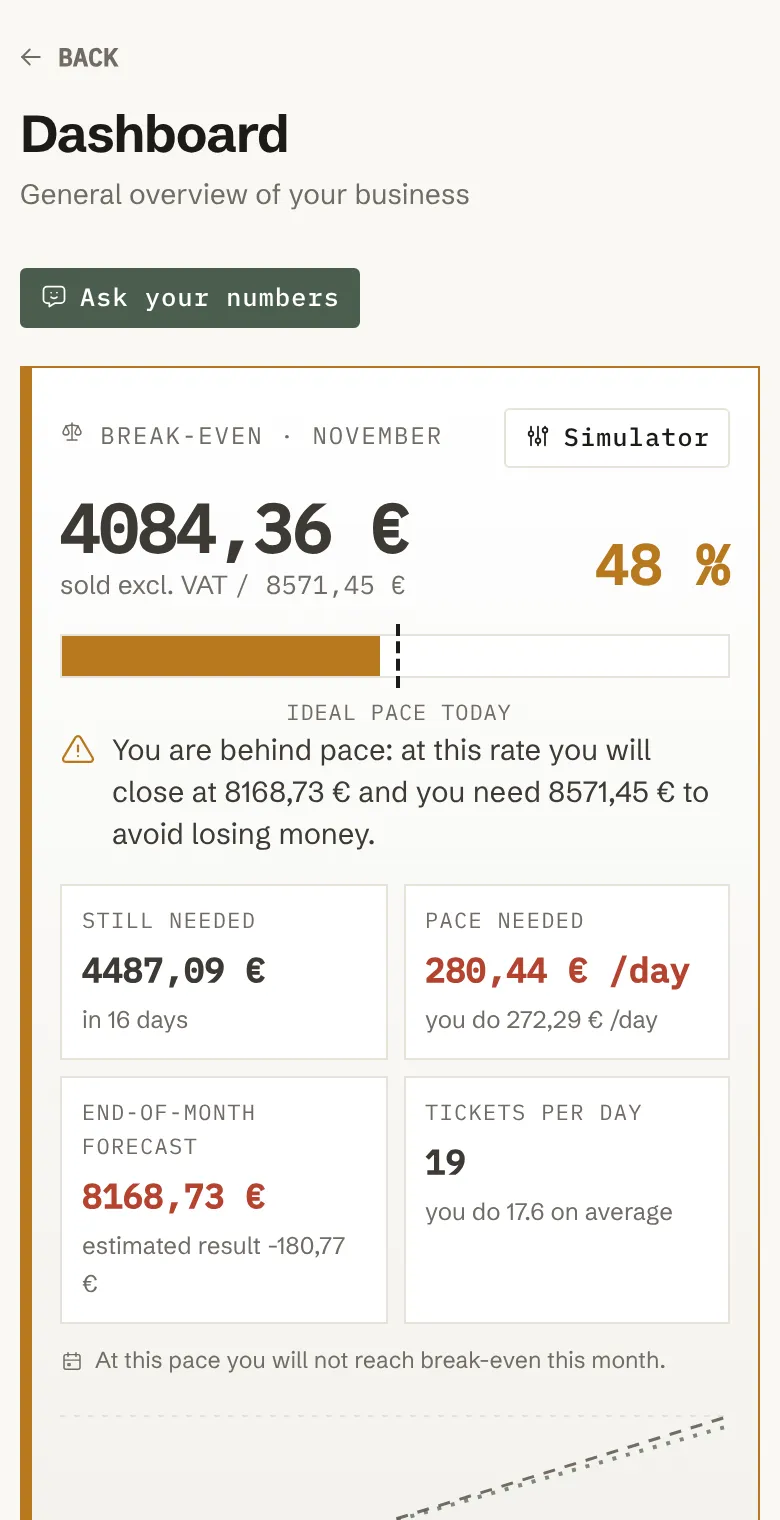 ← BACK
Dashboard
General overview of your business
Ask your numbers
BREAK-EVEN · NOVEMBER
Simulator
4084,36 €
48 %
sold excl. VAT / 8571,45 €
IDEAL PACE TODAY
You are behind pace: at this rate you will
close at 8168,73 € and you need 8571,45 € to
avoid losing money.
STILL NEEDED
4487,09 €
in 16 days
PACE NEEDED
280,44 € /day
you do 272,29 € /day
END-OF-MONTH
FORECAST
8168,73 €
estimated result -180,77
€
TICKETS PER DAY
19
you do 17.6 on average
At this pace you will not reach break-even this month.